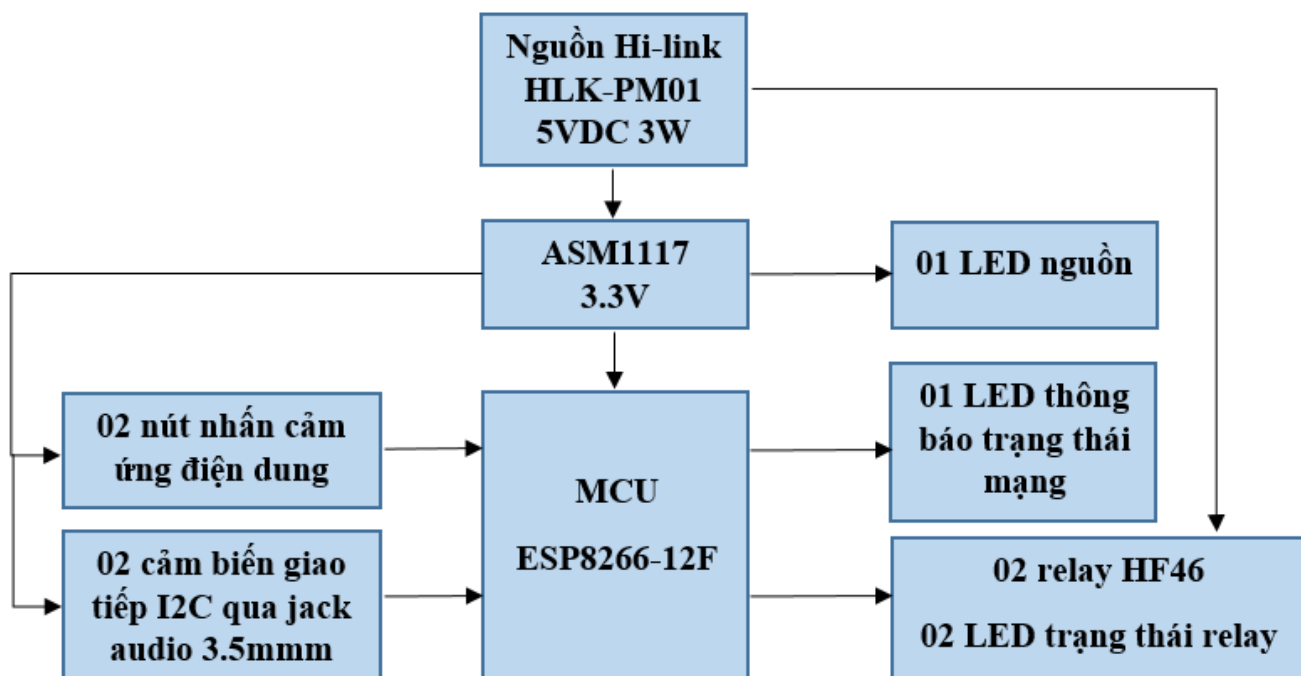 Nguồn Hi-link
HLK-PM01
5VDC 3W
ASM1117
3.3V
01 LED nguồn
02 nút nhấn cảm
ứng điện dung
MCU
ESP8266-12F
01 LED thông
báo trạng thái
mạng
02 cảm biến giao
tiếp I2C qua jack
audio 3.5mmm
02 relay HF46
02 LED trạng thái relay